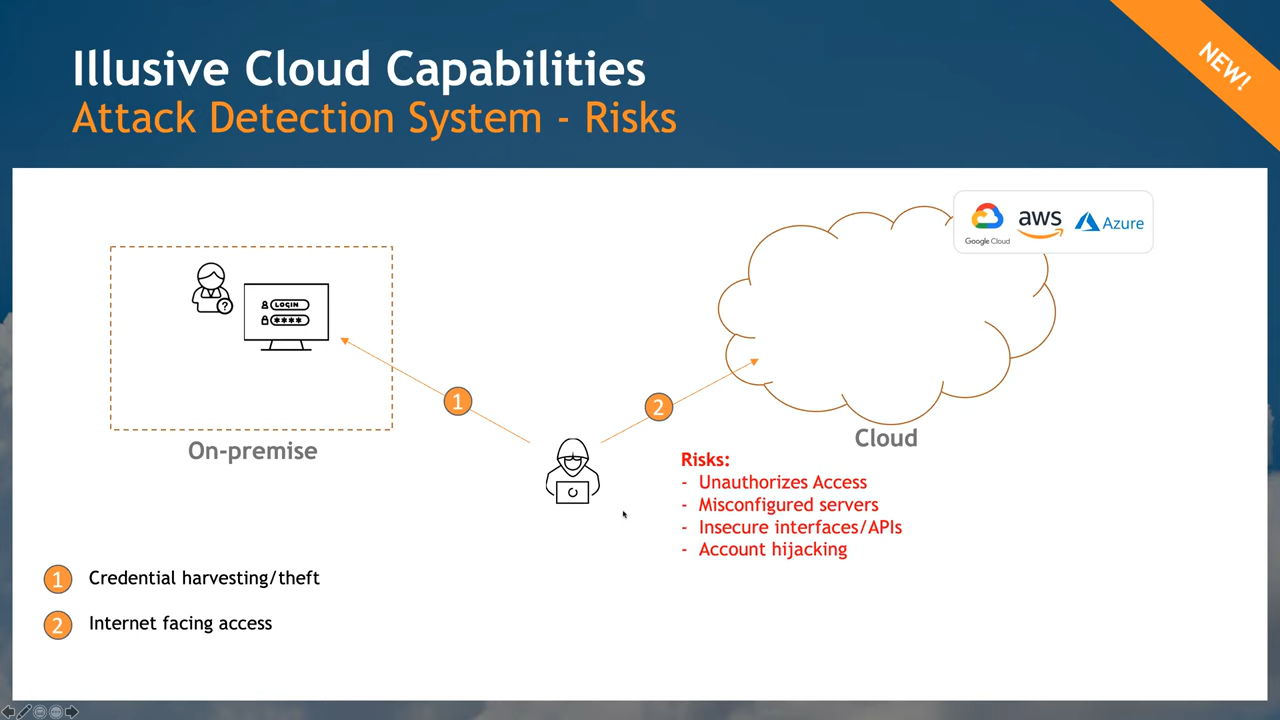 Illusive Cloud Capabilities
Attack Detection System - Risks
NEW!
Google Cloud
aws
Azure
?
LOGIN
****
1
2
On-premise
Cloud
Risks:
- Unauthorizes Access
- Misconfigured servers
- Insecure interfaces/APIs
- Account hijacking
1 Credential harvesting/theft
2 Internet facing access